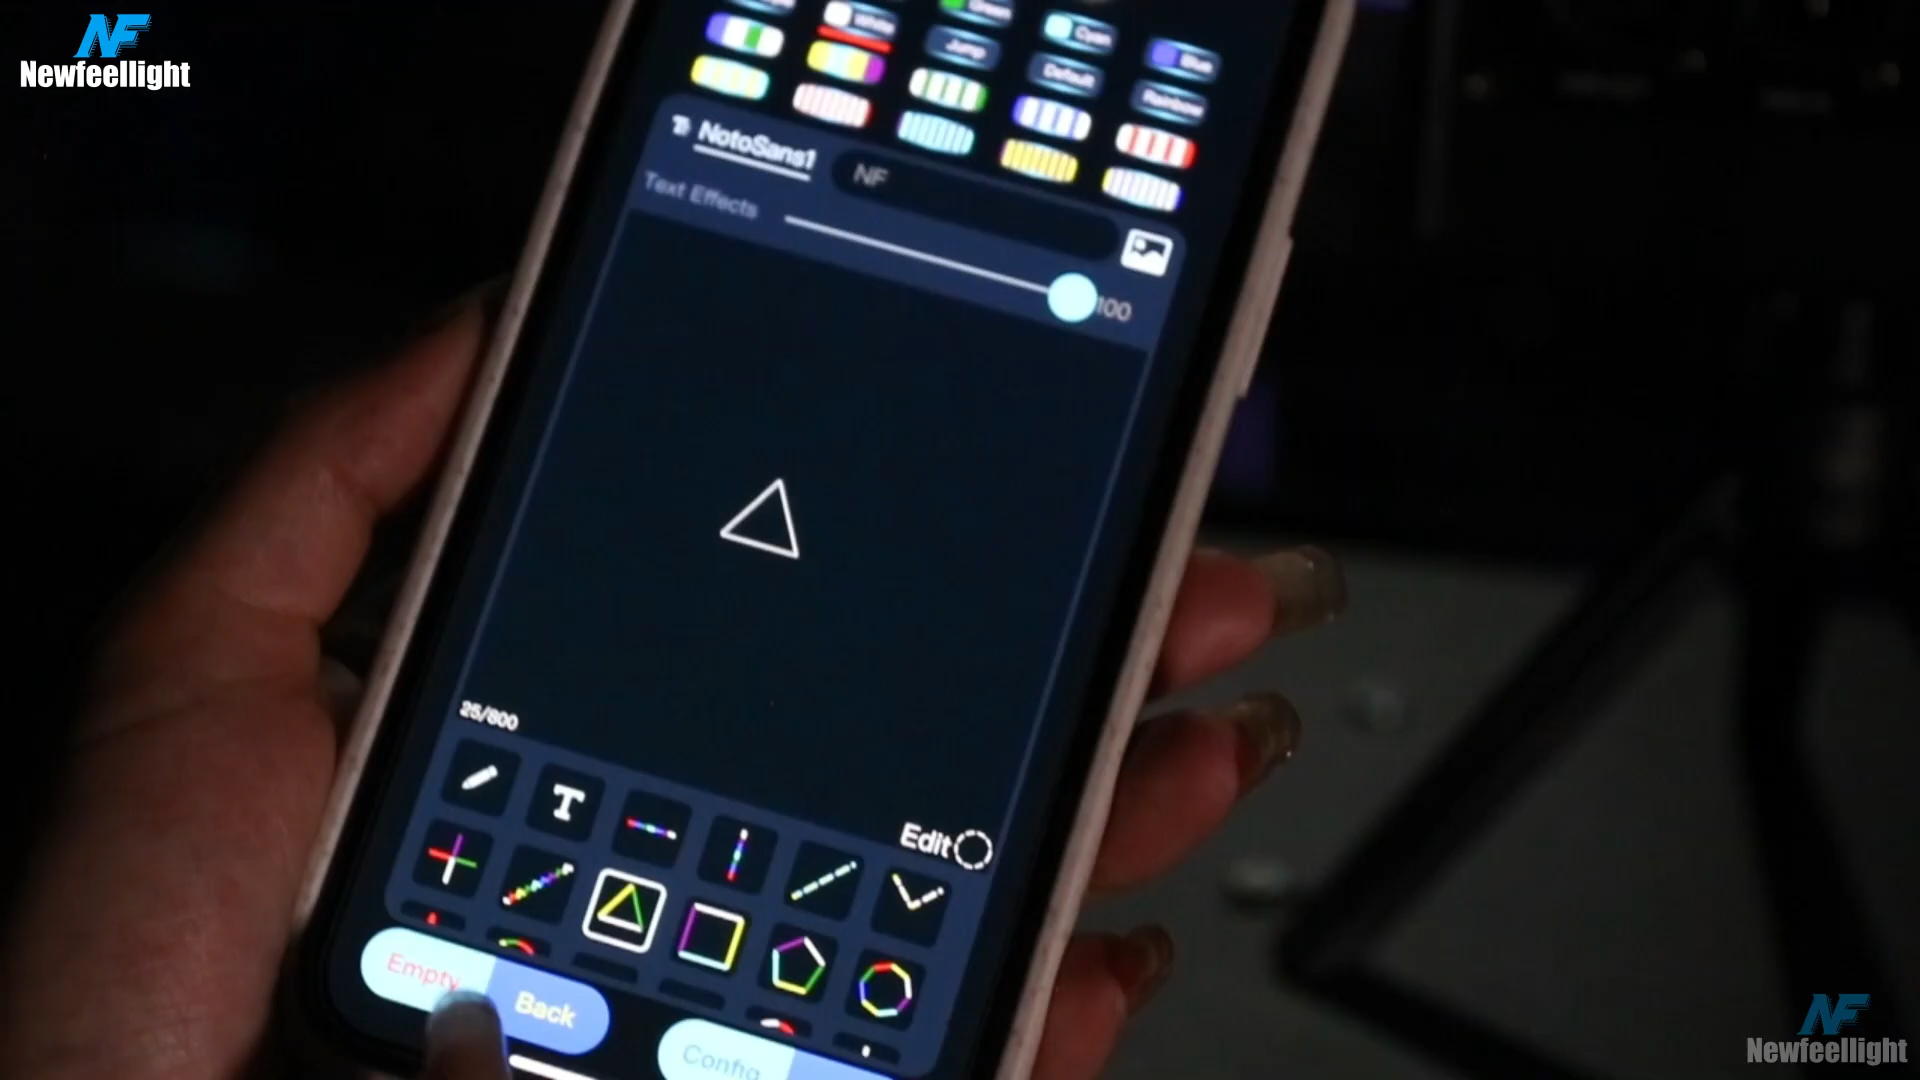 NF
Newfeellight
White
Green
Cyan
Blue
Jump
Default
Rainbow
NotoSans1
NF
Text Effects
100
25/800
T
Edit
Empty
Back
Config
NF
Newfeellight